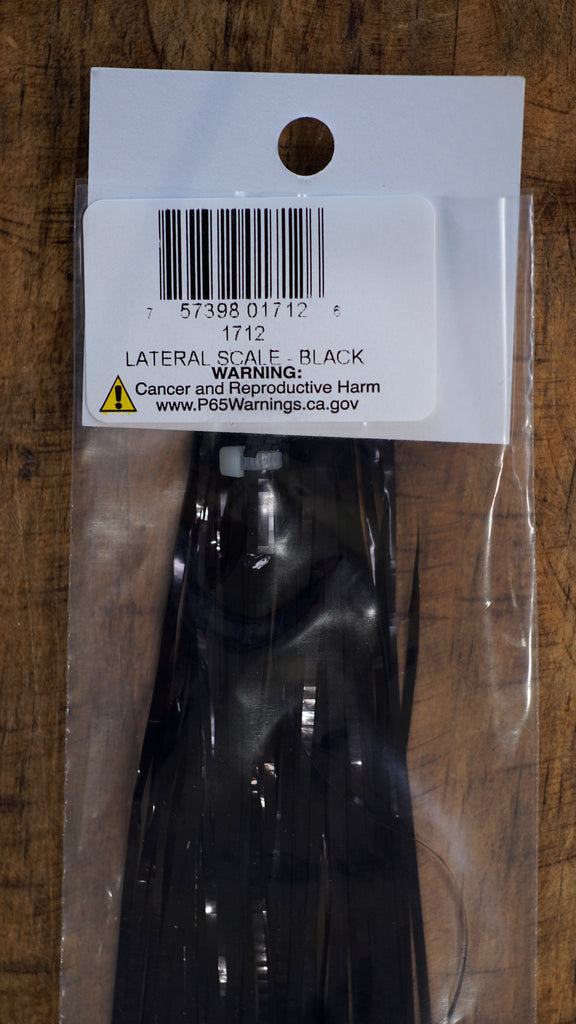 7 57398 01712 6
1712
LATERAL SCALE - BLACK
WARNING:
Cancer and Reproductive Harm
www.P65Warnings.ca.gov